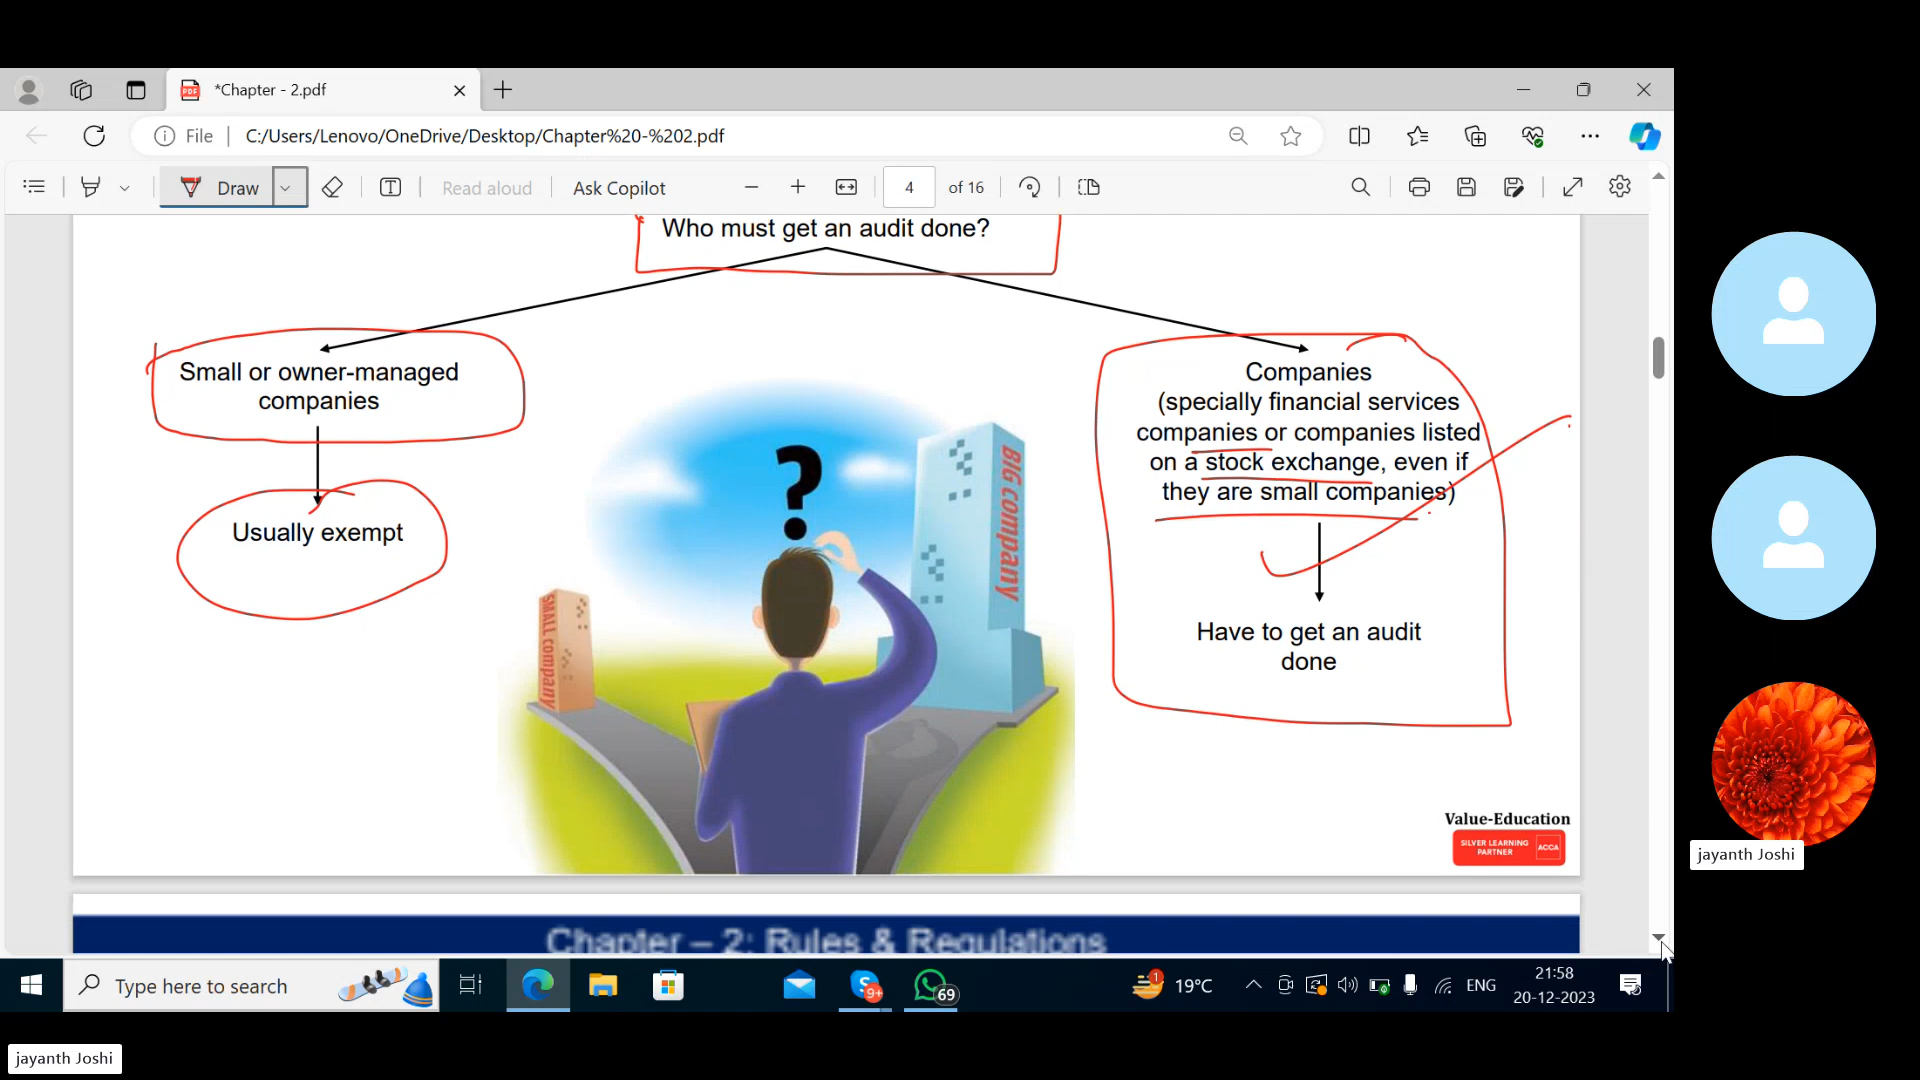 *Chapter - 2.pdf
File
C:/Users/Lenovo/OneDrive/Desktop/Chapter%20-%202.pdf
Draw
Read aloud
Ask Copilot
4
of 16
Who must get an audit done?
Small or owner-managed
companies
Usually exempt
Companies
(specially financial services
companies or companies listed
on a stock exchange, even if
they are small companies)
Have to get an audit
done
SMALL company
BIG company
?
Value-Education
SILVER LEARNING
PARTNER
ACCA
Chapter – 2: Rules & Regulations
jayanth Joshi
Type here to search
9+
69
1
19°C
ENG
21:58
20-12-2023
jayanth Joshi